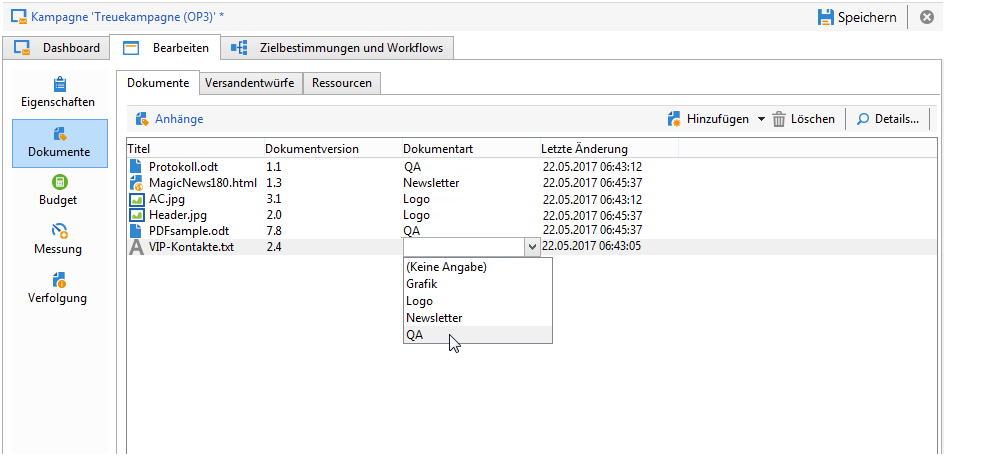 Kampagne 'Treuekampagne (OP3)' *
Speichern
Dashboard
Bearbeiten
Zielbestimmungen und Workflows
Eigenschaften
Dokumente
Budget
Messung
Verfolgung
Dokumente
Versandentwürfe
Ressourcen
Anhänge
Hinzufügen
Löschen
Details...
Titel Dokumentversion Dokumentart Letzte Änderung
Protokoll.odt 1.1 QA 22.05.2017 06:43:12
MagicNews180.html 1.3 Newsletter 22.05.2017 06:45:37
AC.jpg 3.1 Logo 22.05.2017 06:43:12
Header.jpg 2.0 Logo 22.05.2017 06:45:37
PDFsample.odt 7.8 QA 22.05.2017 06:45:37
VIP-Kontakte.txt 2.4 22.05.2017 06:43:05
(Keine Angabe)
Grafik
Logo
Newsletter
QA